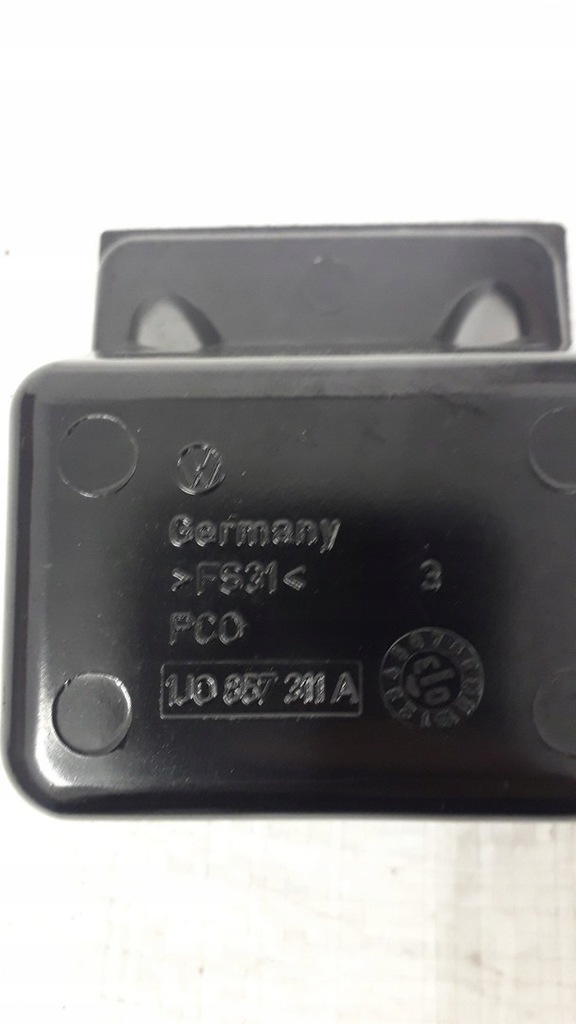 Germany
>FS31< 3
PCO
1J0 857 311 A